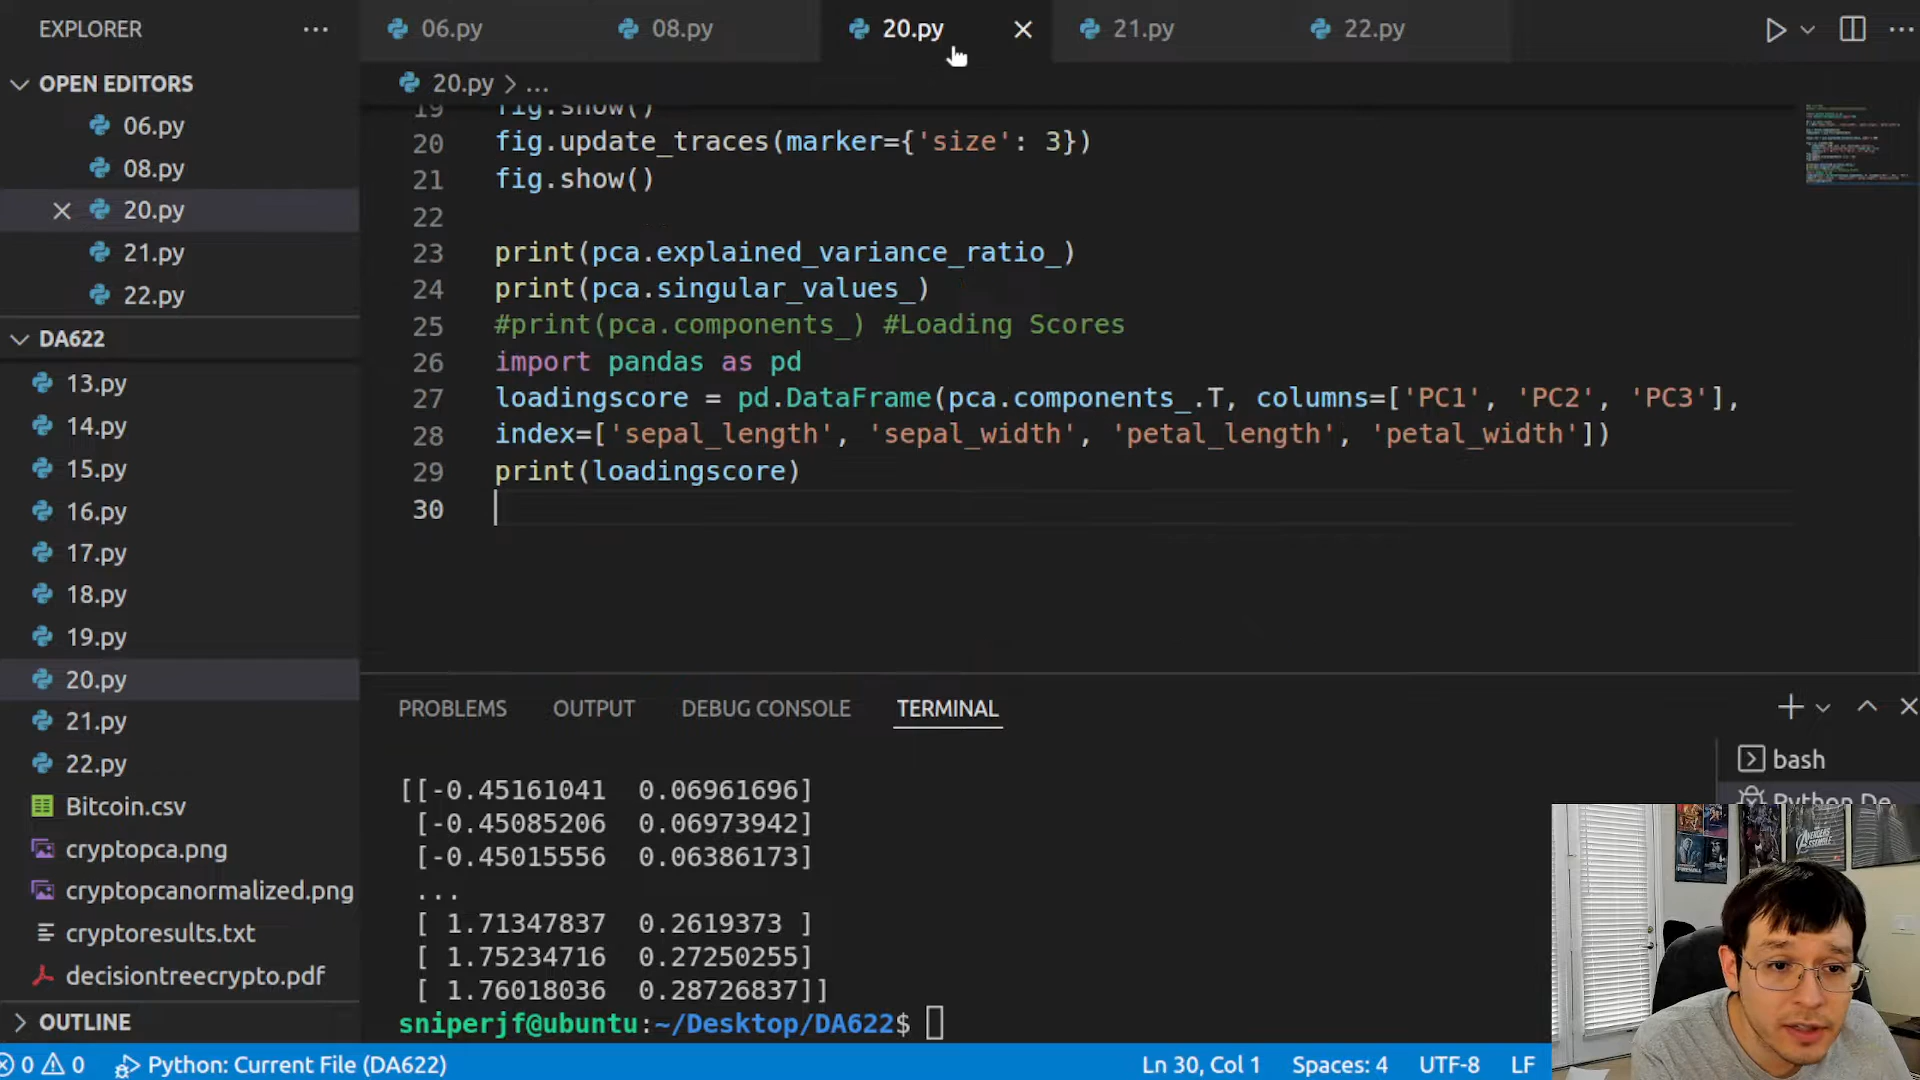 EXPLORER
06.py
08.py
20.py
21.py
22.py
OPEN EDITORS
06.py
08.py
20.py
21.py
22.py
20.py > ...
19 fig.show()
20 fig.update_traces(marker={'size': 3})
21 fig.show()
22
23 print(pca.explained_variance_ratio_)
24 print(pca.singular_values_)
25 #print(pca.components_) #Loading Scores
26 import pandas as pd
27 loadingscore = pd.DataFrame(pca.components_.T, columns=['PC1', 'PC2', 'PC3'],
28 index=['sepal_length', 'sepal_width', 'petal_length', 'petal_width'])
29 print(loadingscore)
30
DA622
13.py
14.py
15.py
16.py
17.py
18.py
19.py
20.py
21.py
22.py
Bitcoin.csv
cryptopca.png
cryptopcanormalized.png
cryptoresults.txt
decisiontreecrypto.pdf
OUTLINE
PROBLEMS
OUTPUT
DEBUG CONSOLE
TERMINAL
bash
Python De
[[-0.45161041 0.06961696]
[-0.45085206 0.06973942]
[-0.45015556 0.06386173]
...
[ 1.71347837 0.2619373 ]
[ 1.75234716 0.27250255]
[ 1.76018036 0.28726837]]
sniperjf@ubuntu:~/Desktop/DA622$
0 0 Python: Current File (DA622)
Ln 30, Col 1
Spaces: 4
UTF-8
LF